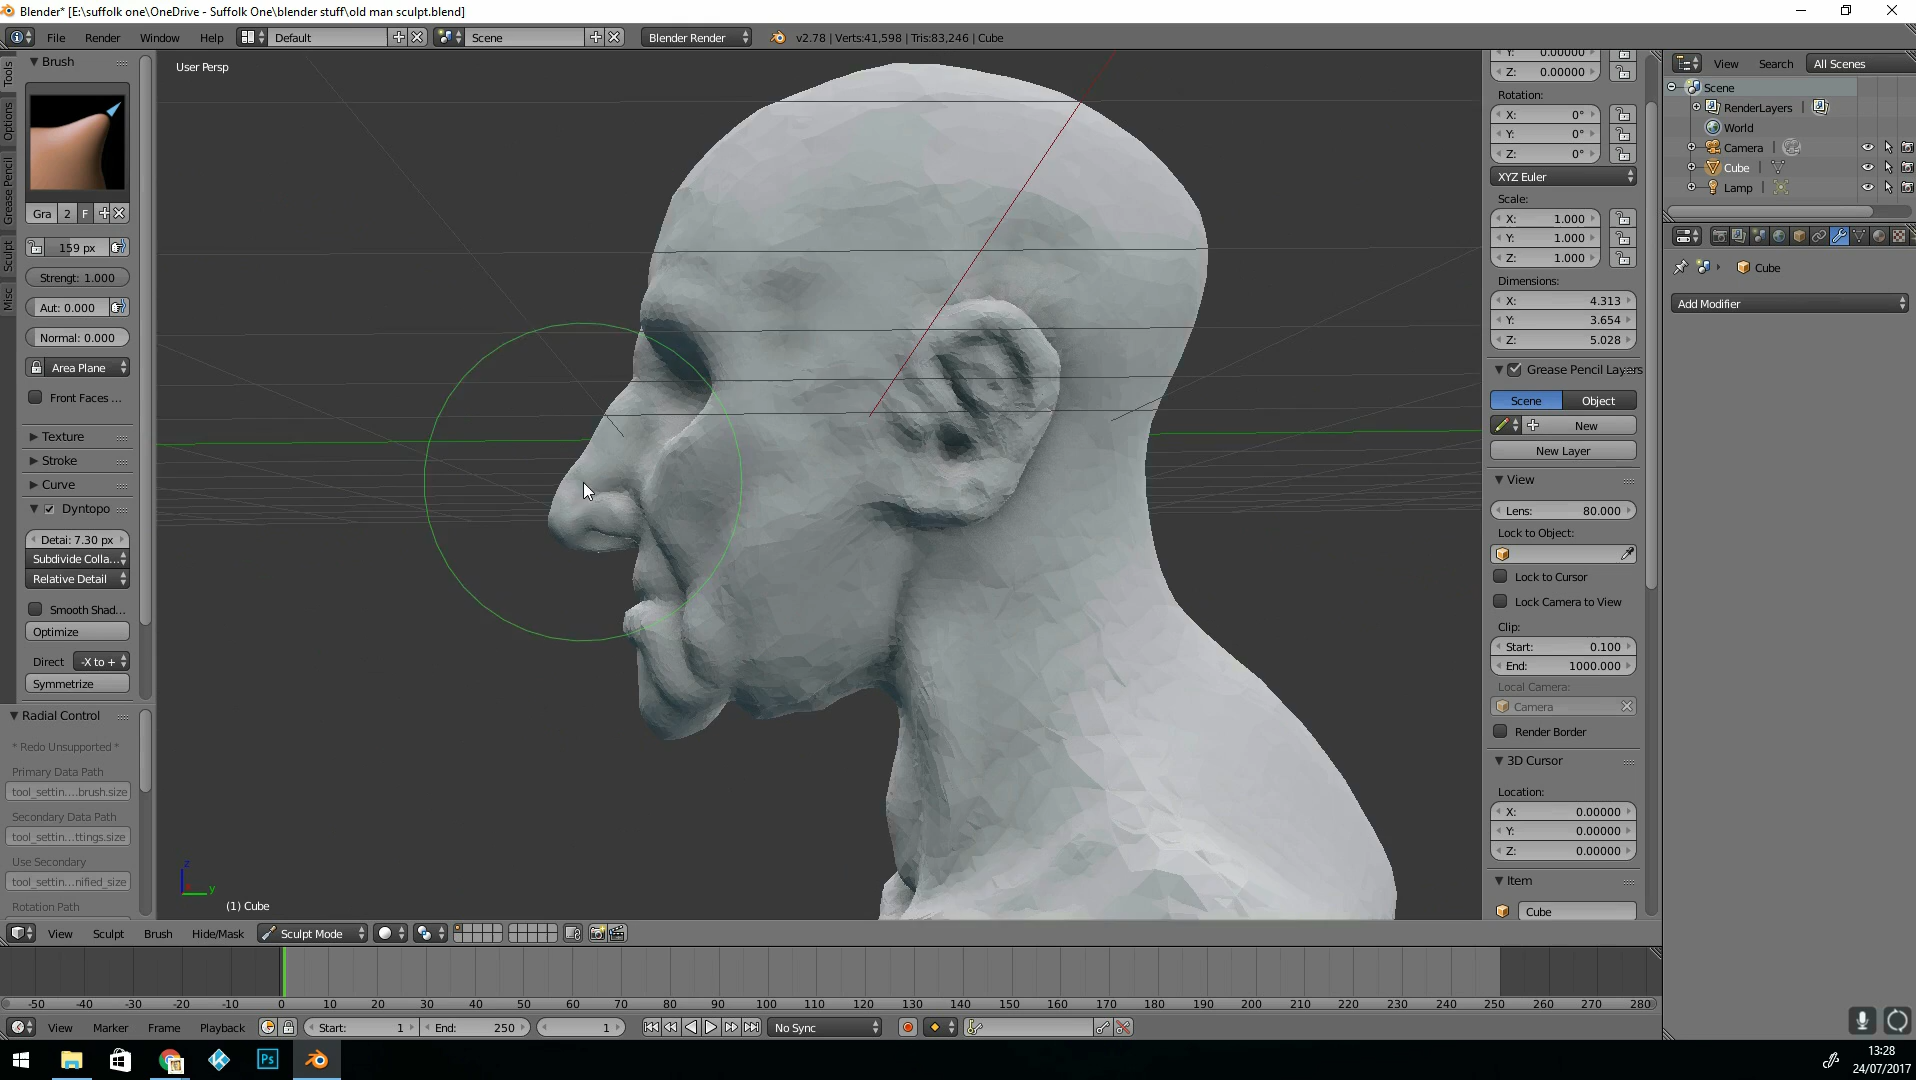 Blender* [E:\suffolk one\OneDrive - Suffolk One\blender stuff\old man sculpt.blend]
File Render Window Help Default Scene Blender Render v2.78 | Verts:41,598 | Tris:83,246 | Cube
Tools
Options
Grease Pencil
Sculpt
Misc
Brush
Gra 2 F
159 px
Strengt: 1.000
Aut: 0.000
Normal: 0.000
Area Plane
Front Faces ...
Texture
Stroke
Curve
Dyntopo
Detai: 7.30 px
Subdivide Colla...
Relative Detail
Smooth Shad...
Optimize
Direct -X to +
Symmetrize
Radial Control
* Redo Unsupported *
Primary Data Path
tool_settin....brush.size
Secondary Data Path
tool_settin...ttings.size
Use Secondary
tool_settin...nified_size
Rotation Path
User Persp
z
y
(1) Cube
Y: 0.00000
Z: 0.00000
Rotation:
X: 0°
Y: 0°
Z: 0°
XYZ Euler
Scale:
X: 1.000
Y: 1.000
Z: 1.000
Dimensions:
X: 4.313
Y: 3.654
Z: 5.028
Grease Pencil Layers
Scene Object
New
New Layer
View
Lens: 80.000
Lock to Object:
Lock to Cursor
Lock Camera to View
Clip:
Start: 0.100
End: 1000.000
Local Camera:
Camera
Render Border
3D Cursor
Location:
X: 0.00000
Y: 0.00000
Z: 0.00000
Item
Cube
View Search All Scenes
Scene
RenderLayers |
World
Camera |
Cube |
Lamp |
Cube
Add Modifier
View Sculpt Brush Hide/Mask Sculpt Mode
-50 -40 -30 -20 -10 0 10 20 30 40 50 60 70 80 90 100 110 120 130 140 150 160 170 180 190 200 210 220 230 240 250 260 270 280
View Marker Frame Playback Start: 1 End: 250 1 No Sync
Ps
13:28
24/07/2017